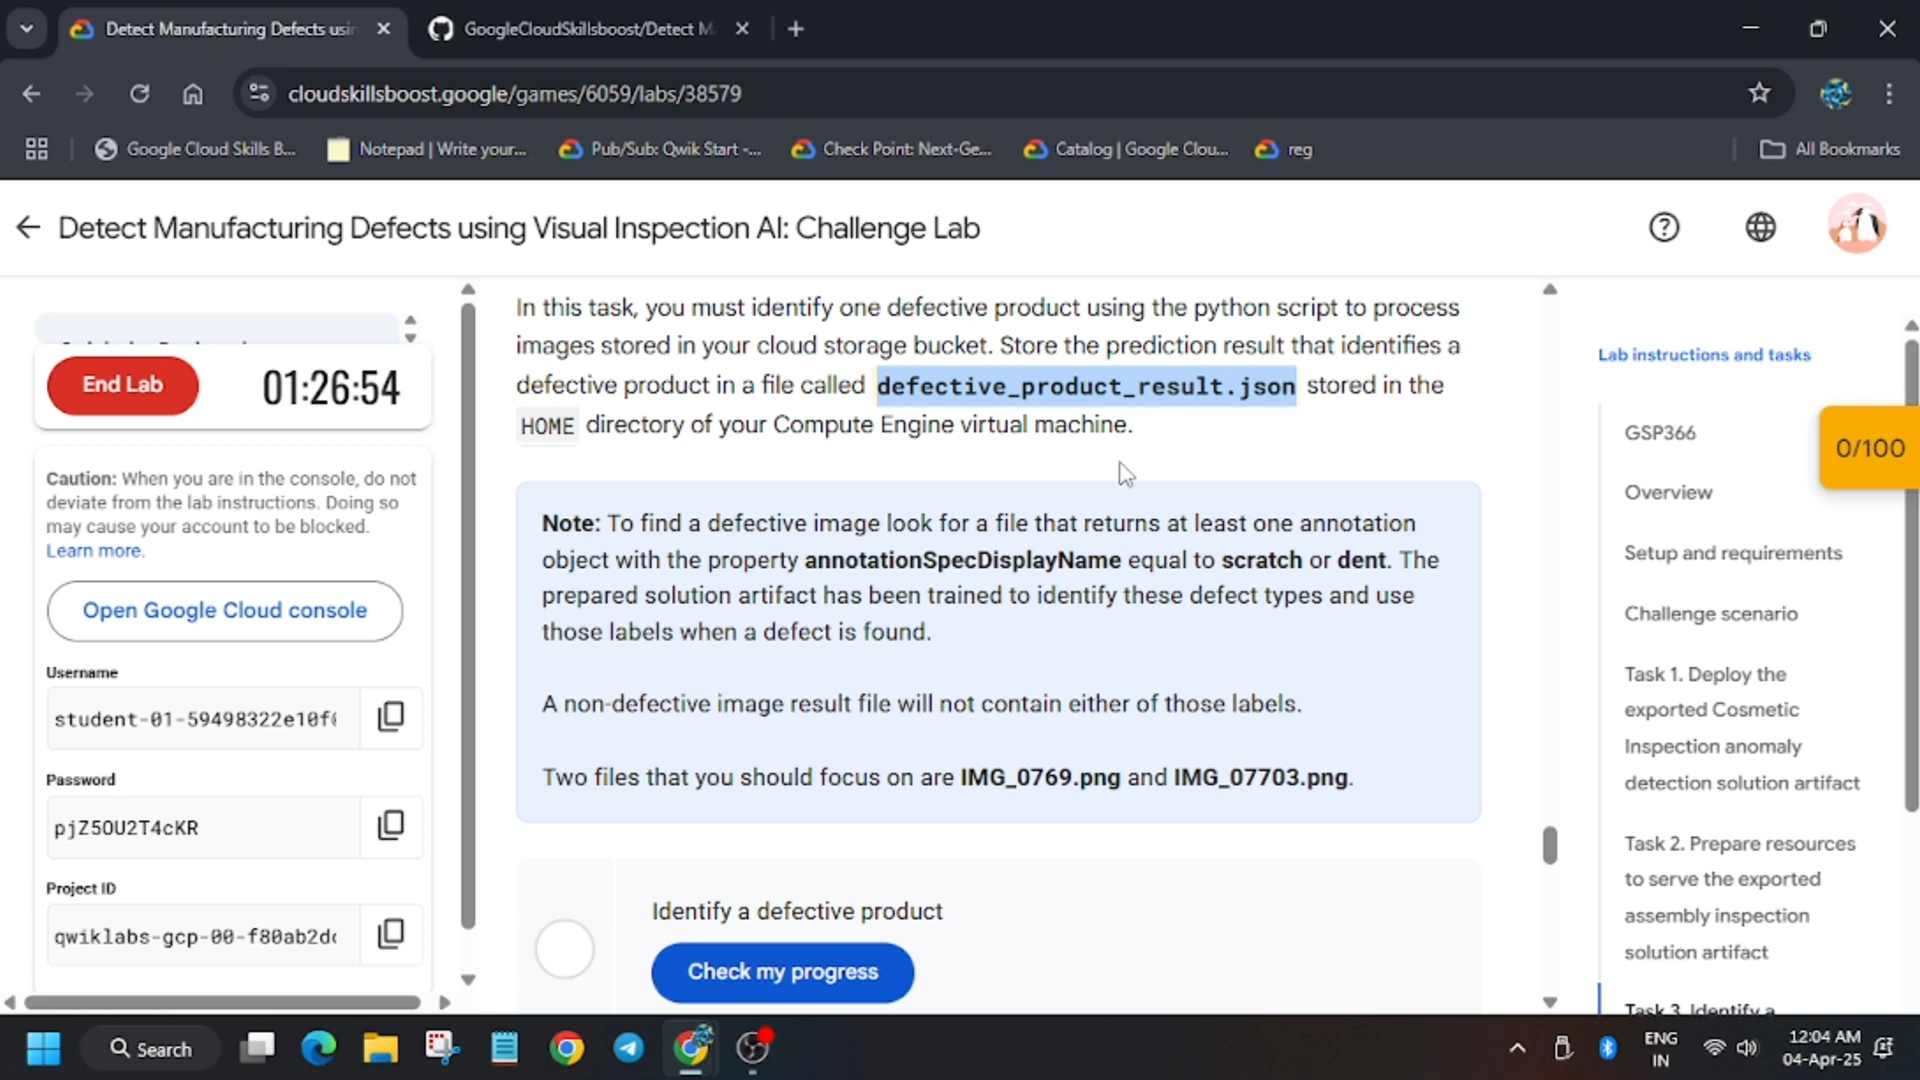 Detect Manufacturing Defects usin
GoogleCloudSkillsboost/Detect M
cloudskillsboost.google/games/6059/labs/38579
Google Cloud Skills B...
Notepad | Write your...
Pub/Sub: Qwik Start -...
Check Point: Next-Ge...
Catalog | Google Clou...
reg
All Bookmarks
Detect Manufacturing Defects using Visual Inspection AI: Challenge Lab
End Lab
01:26:54
Caution: When you are in the console, do not
deviate from the lab instructions. Doing so
may cause your account to be blocked.
Learn more.
Open Google Cloud console
Username
student-01-59498322e10f
Password
pjZ5OU2T4cKR
Project ID
qwiklabs-gcp-00-f80ab2d
In this task, you must identify one defective product using the python script to process
images stored in your cloud storage bucket. Store the prediction result that identifies a
defective product in a file called defective_product_result.json stored in the
HOME directory of your Compute Engine virtual machine.
Note: To find a defective image look for a file that returns at least one annotation
object with the property annotationSpecDisplayName equal to scratch or dent. The
prepared solution artifact has been trained to identify these defect types and use
those labels when a defect is found.
A non-defective image result file will not contain either of those labels.
Two files that you should focus on are IMG_0769.png and IMG_07703.png.
Identify a defective product
Check my progress
Lab instructions and tasks
GSP366
0/100
Overview
Setup and requirements
Challenge scenario
Task 1. Deploy the
exported Cosmetic
Inspection anomaly
detection solution artifact
Task 2. Prepare resources
to serve the exported
assembly inspection
solution artifact
Task 3. Identify a
Search
ENG
IN
12:04 AM
04-Apr-25